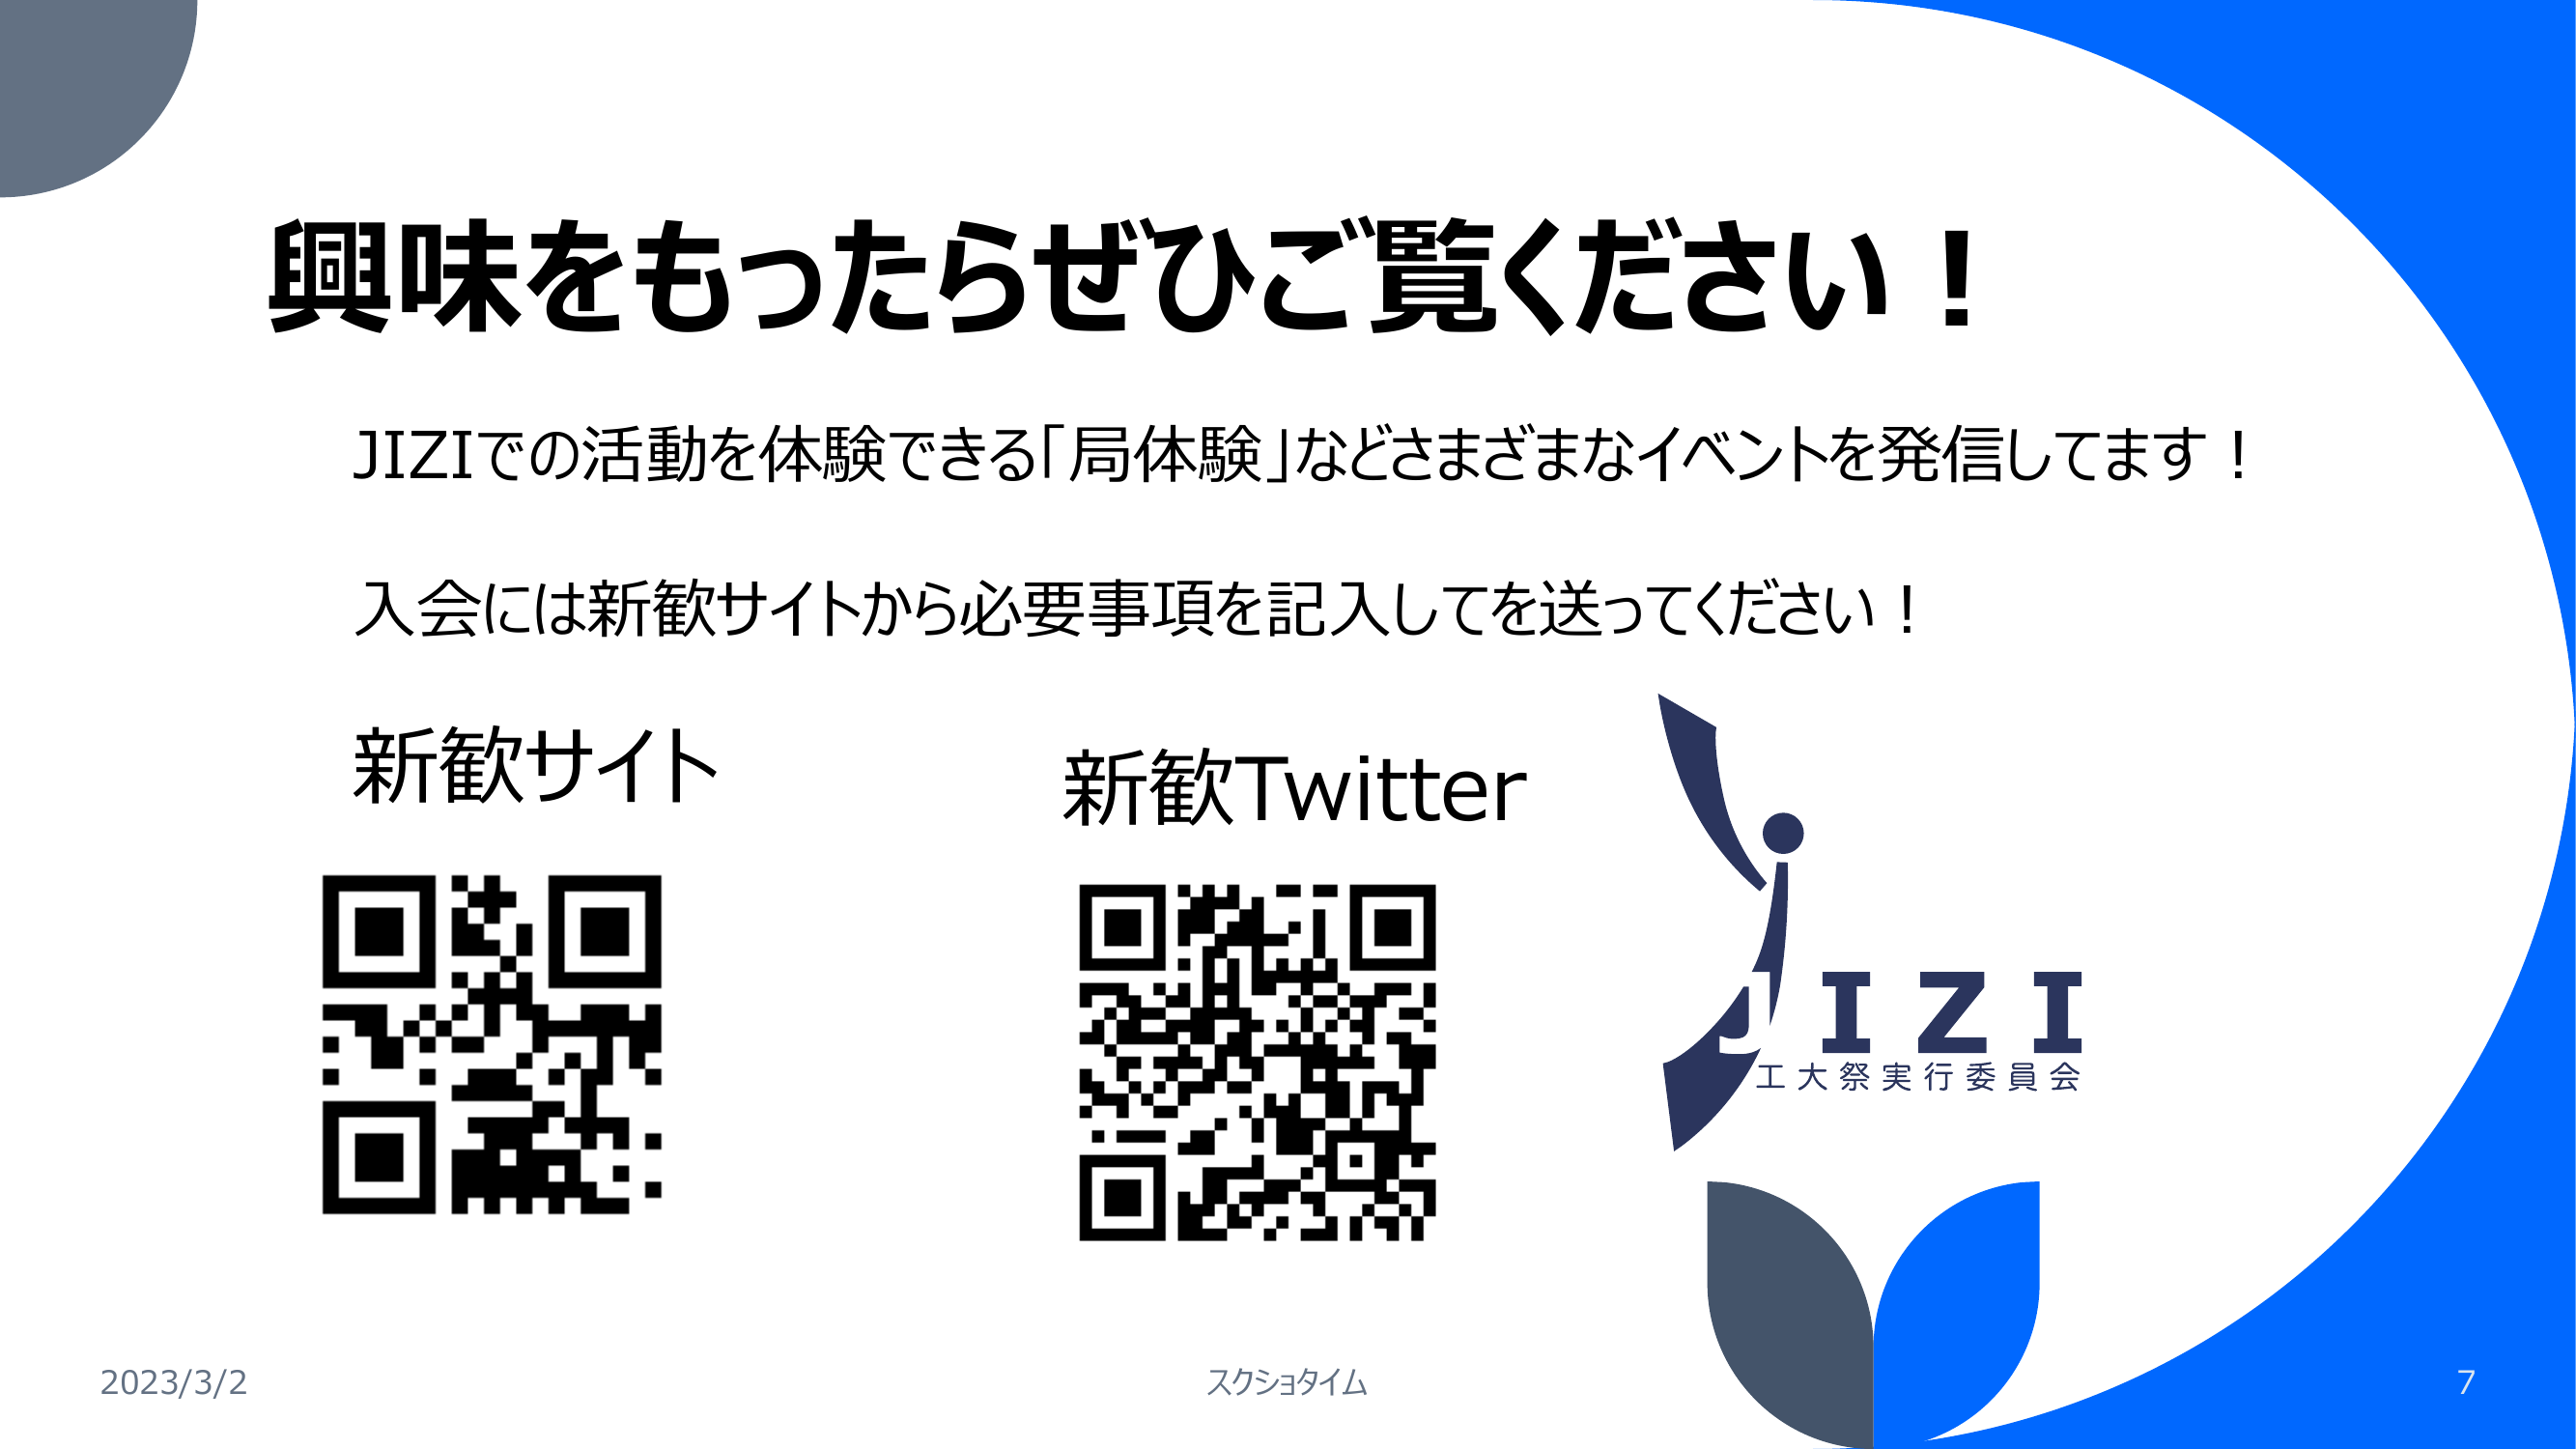 興味をもったらぜひご覧ください！
JIZIでの活動を体験できる「局体験」などさまざまなイベントを発信してます！
入会には新歓サイトから必要事項を記入してを送ってください！
新歓サイト
新歓Twitter
JIZI
工大祭実行委員会
2023/3/2
スクショタイム
7